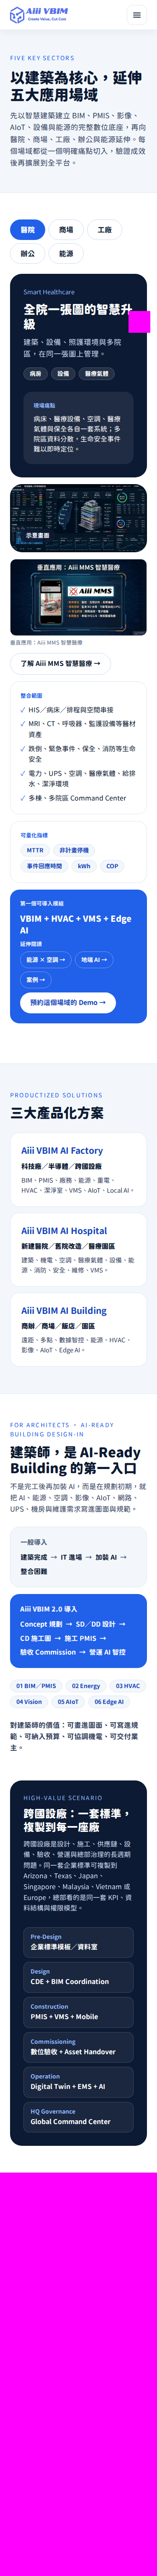 Aiii VBIM
Create Value, Cut Cost
FIVE KEY SECTORS
以建築為核心，延伸
五大應用場域
先以智慧建築建立 BIM、PMIS、影像、
AIoT、設備與能源的完整數位底座，再向
醫院、商場、工廠、辦公與能源延伸。每
個場域都從一個明確痛點切入，驗證成效
後再擴展到全平台。
醫院
商場
工廠
辦公
能源
Smart Healthcare
全院一張圖的智慧升
級
建築、設備、照護環境與多院
區，在同一張圖上管理。
病房
設備
醫療氣體
現場痛點
病床、醫療設備、空調、醫療
氣體與保全各自一套系統；多
院區資料分散，生命安全事件
難以即時定位。
示意畫面
垂直應用：Aiii MMS 智慧醫療
Aiii MMS
垂直應用｜Aiii MMS 智慧醫療
了解 Aiii MMS 智慧醫療 →
整合範圍
✓ HIS／病床／排程與空間串接
✓ MRI、CT、呼吸器、監護設備等醫材
資產
✓ 跌倒、緊急事件、保全、消防等生命
安全
✓ 電力、UPS、空調、醫療氣體、給排
水、潔淨環境
✓ 多棟、多院區 Command Center
可量化指標
MTTR
非計畫停機
事件回應時間
kWh
COP
第一個可導入模組
VBIM + HVAC + VMS + Edge
AI
延伸閱讀
能源 × 空調 →
地端 AI →
案例 →
預約這個場域的 Demo →
PRODUCTIZED SOLUTIONS
三大產品化方案
Aiii VBIM AI Factory
科技廠／半導體／跨國設廠
BIM、PMIS、廠務、能源、重電、
HVAC、潔淨室、VMS、AIoT、Local AI。
Aiii VBIM AI Hospital
新建醫院／舊院改造／醫療園區
建築、機電、空調、醫療氣體、設備、能
源、消防、安全、維修、VMS。
Aiii VBIM AI Building
商辦／商場／飯店／園區
遠距、多點、數據智控、能源、HVAC、
影像、AIoT、Edge AI。
FOR ARCHITECTS · AI-READY
BUILDING DESIGN-IN
建築師，是 AI-Ready
Building 的第一入口
不是完工後再加裝 AI，而是在規劃初期，就
把 AI、能源、空調、影像、AIoT、網路、
UPS、機房與維護需求寫進圖面與規範。
一般導入
建築完成 → IT 進場 → 加裝 AI →
整合困難
Aiii VBIM 2.0 導入
Concept 規劃 → SD／DD 設計 →
CD 施工圖 → 施工 PMIS →
驗收 Commission → 營運 AI 智控
01 BIM／PMIS
02 Energy
03 HVAC
04 Vision
05 AIoT
06 Edge AI
對建築師的價值：可畫進圖面、可寫進規
範、可納入預算、可協調機電、可交付業
主。
HIGH-VALUE SCENARIO
跨國設廠：一套標準，
複製到每一座廠
跨國設廠是設計、施工、供應鏈、設
備、驗收、營運與總部治理的長週期
問題。同一套企業標準可複製到
Arizona、Texas、Japan、
Singapore、Malaysia、Vietnam 或
Europe，總部看的是同一套 KPI、資
料結構與權限模型。
Pre-Design
企業標準模板／資料室
Design
CDE + BIM Coordination
Construction
PMIS + VMS + Mobile
Commissioning
數位驗收 + Asset Handover
Operation
Digital Twin + EMS + AI
HQ Governance
Global Command Center